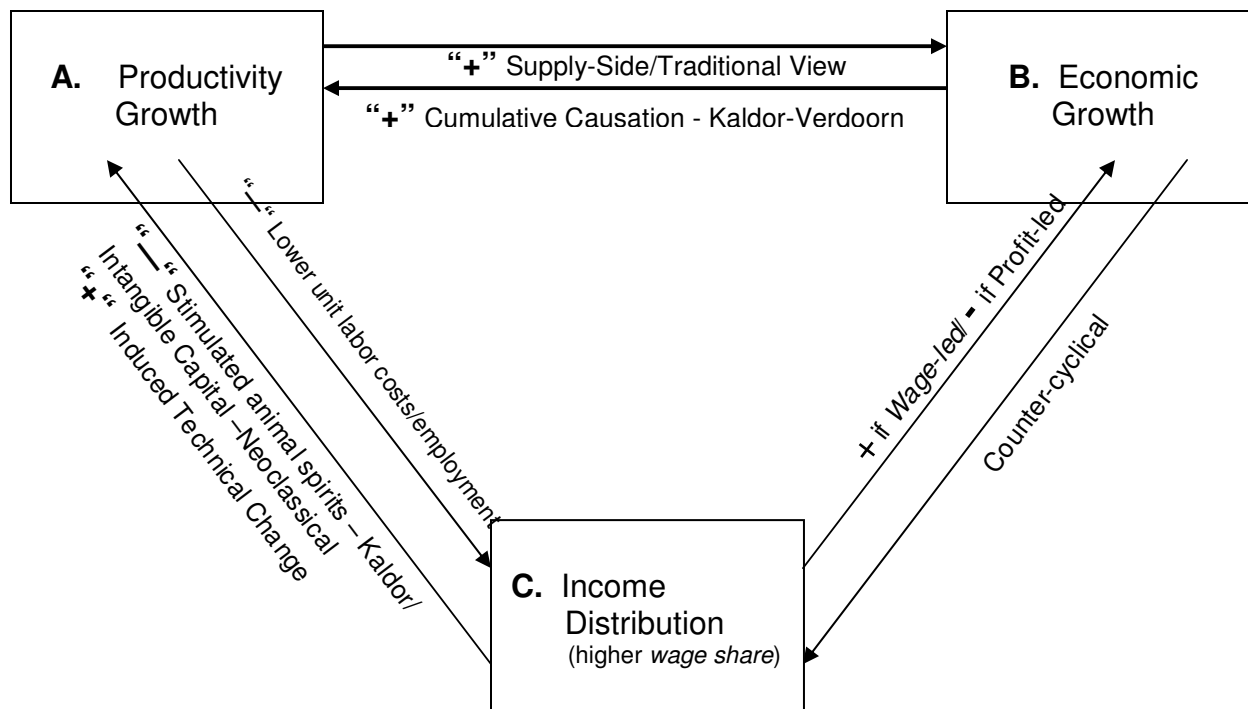 A. Productivity
Growth
“+” Supply-Side/Traditional View
“+” Cumulative Causation - Kaldor-Verdoorn
B. Economic
Growth
“_“ Lower unit labor costs/employment
“_“ Stimulated animal spirits – Kaldor/
Intangible Capital –Neoclassical
“+“ Induced Technical Change
+ if Wage-led/ - if Profit-led
Counter-cyclical
C. Income
Distribution
(higher wage share)